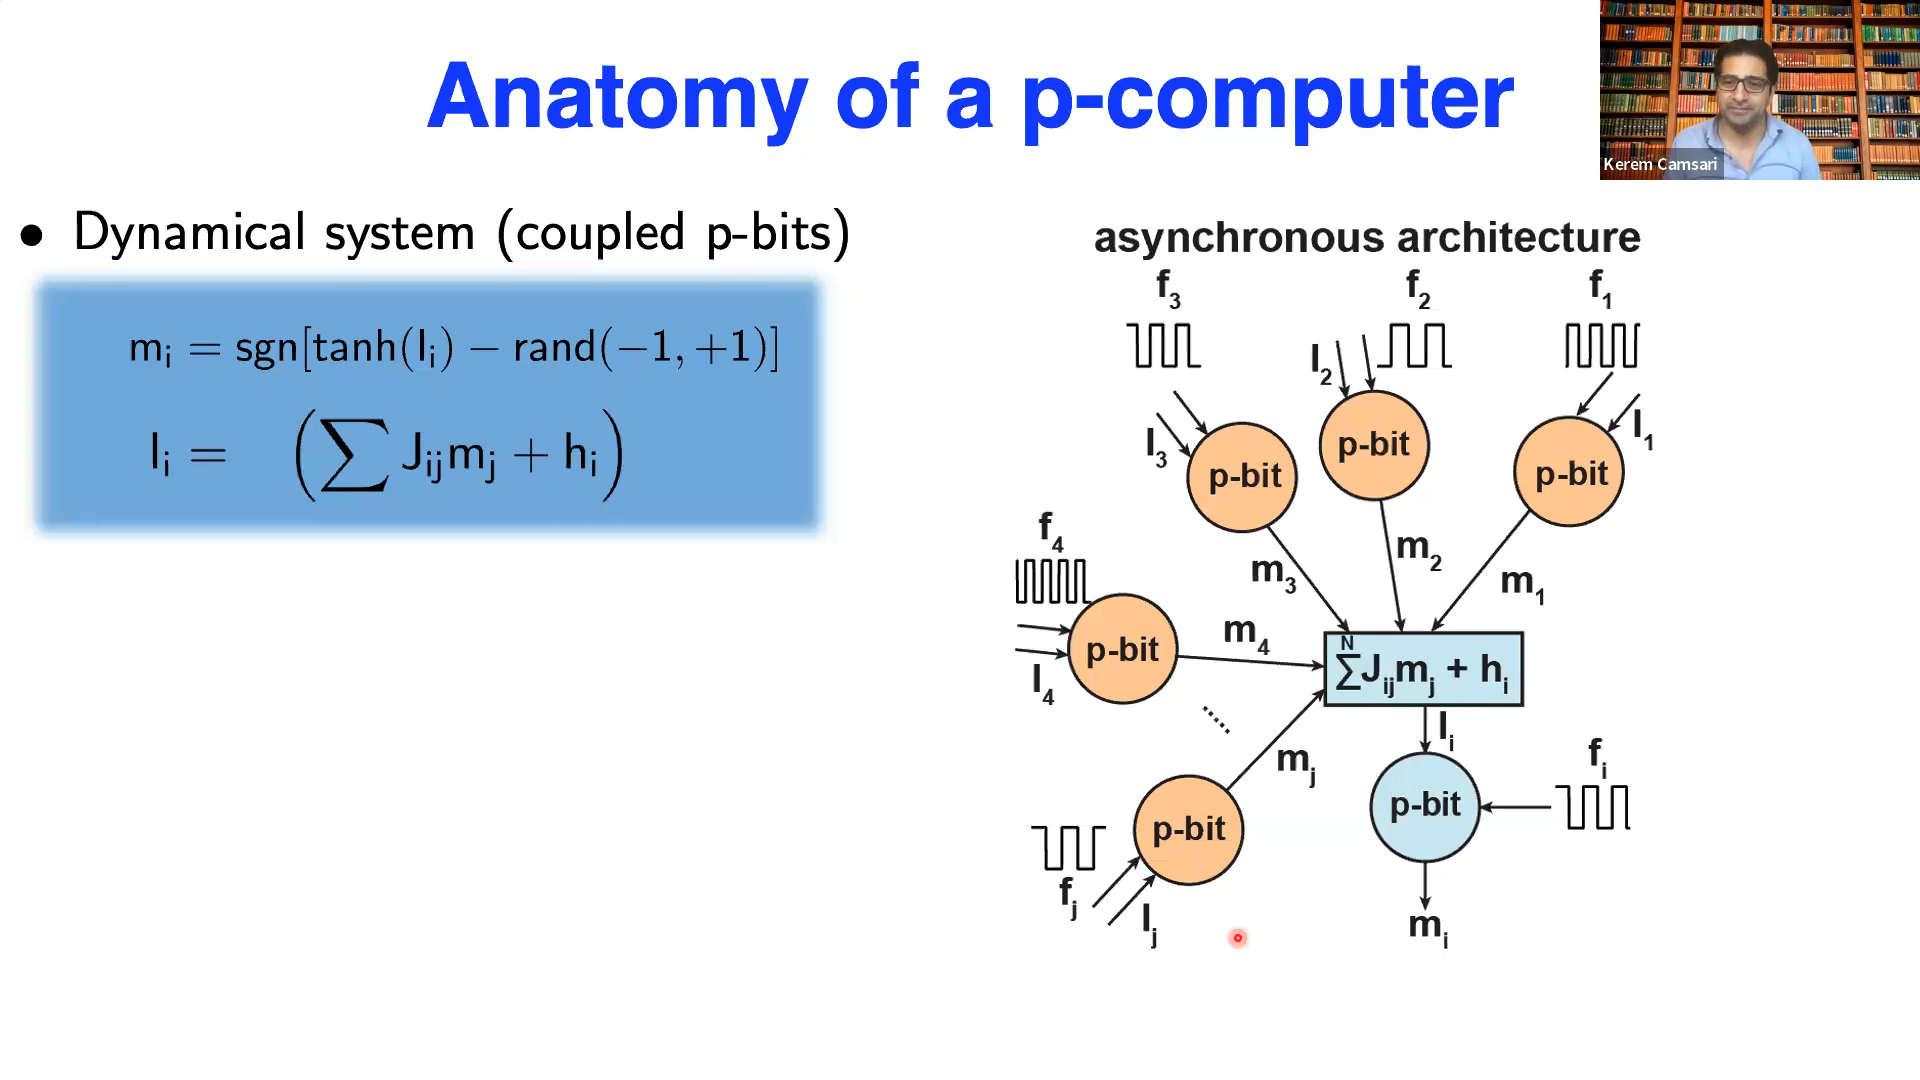 Anatomy of a p-computer
Kerem Camsari
• Dynamical system (coupled p-bits)
mᵢ = sgn[tanh(Iᵢ) − rand(−1, +1)]
Iᵢ = (∑ Jᵢⱼmⱼ + hᵢ)
asynchronous architecture
f₃ f₂ f₁
I₂
I₁
I₃
p-bit
p-bit
p-bit
f₄
m₂
m₃
m₁
m₄
p-bit
I₄
N
∑Jᵢⱼmⱼ + hᵢ
Iᵢ
mⱼ
fᵢ
p-bit
p-bit
fⱼ
Iⱼ
mᵢ